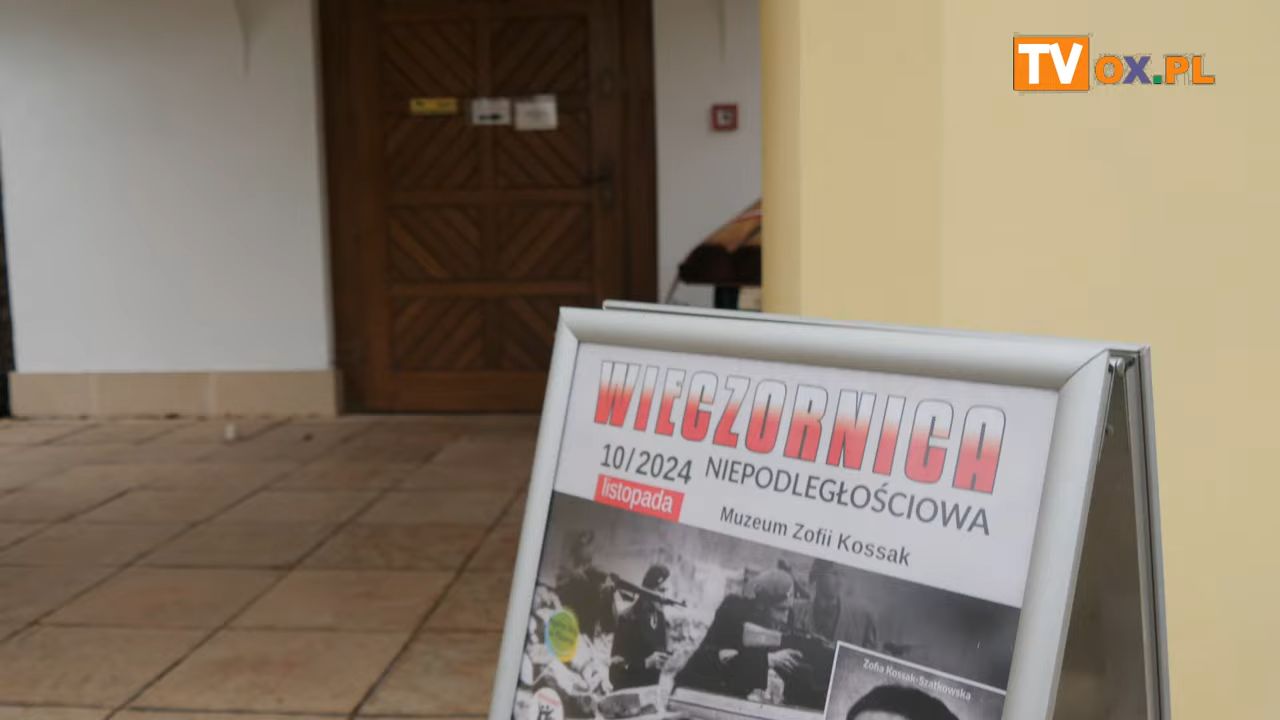 TVOX.PL
WIECZORNICA
10/2024 NIEPODLEGŁOŚCIOWA
listopada
Muzeum Zofii Kossak
Zofia Kossak-Szatkowska